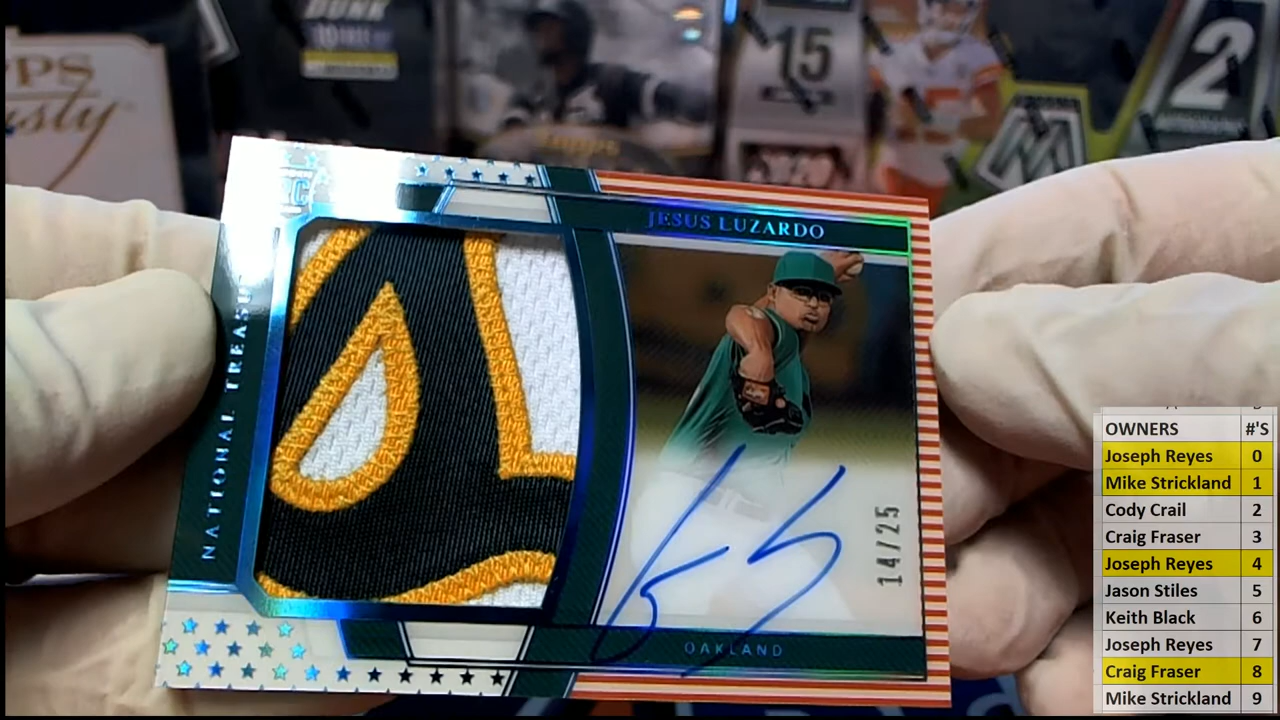 15
2
topps
NATIONAL TREASU
JESUS LUZARDO
14/25
OAKLAND
OWNERS #'S
Joseph Reyes 0
Mike Strickland 1
Cody Crail 2
Craig Fraser 3
Joseph Reyes 4
Jason Stiles 5
Keith Black 6
Joseph Reyes 7
Craig Fraser 8
Mike Strickland 9